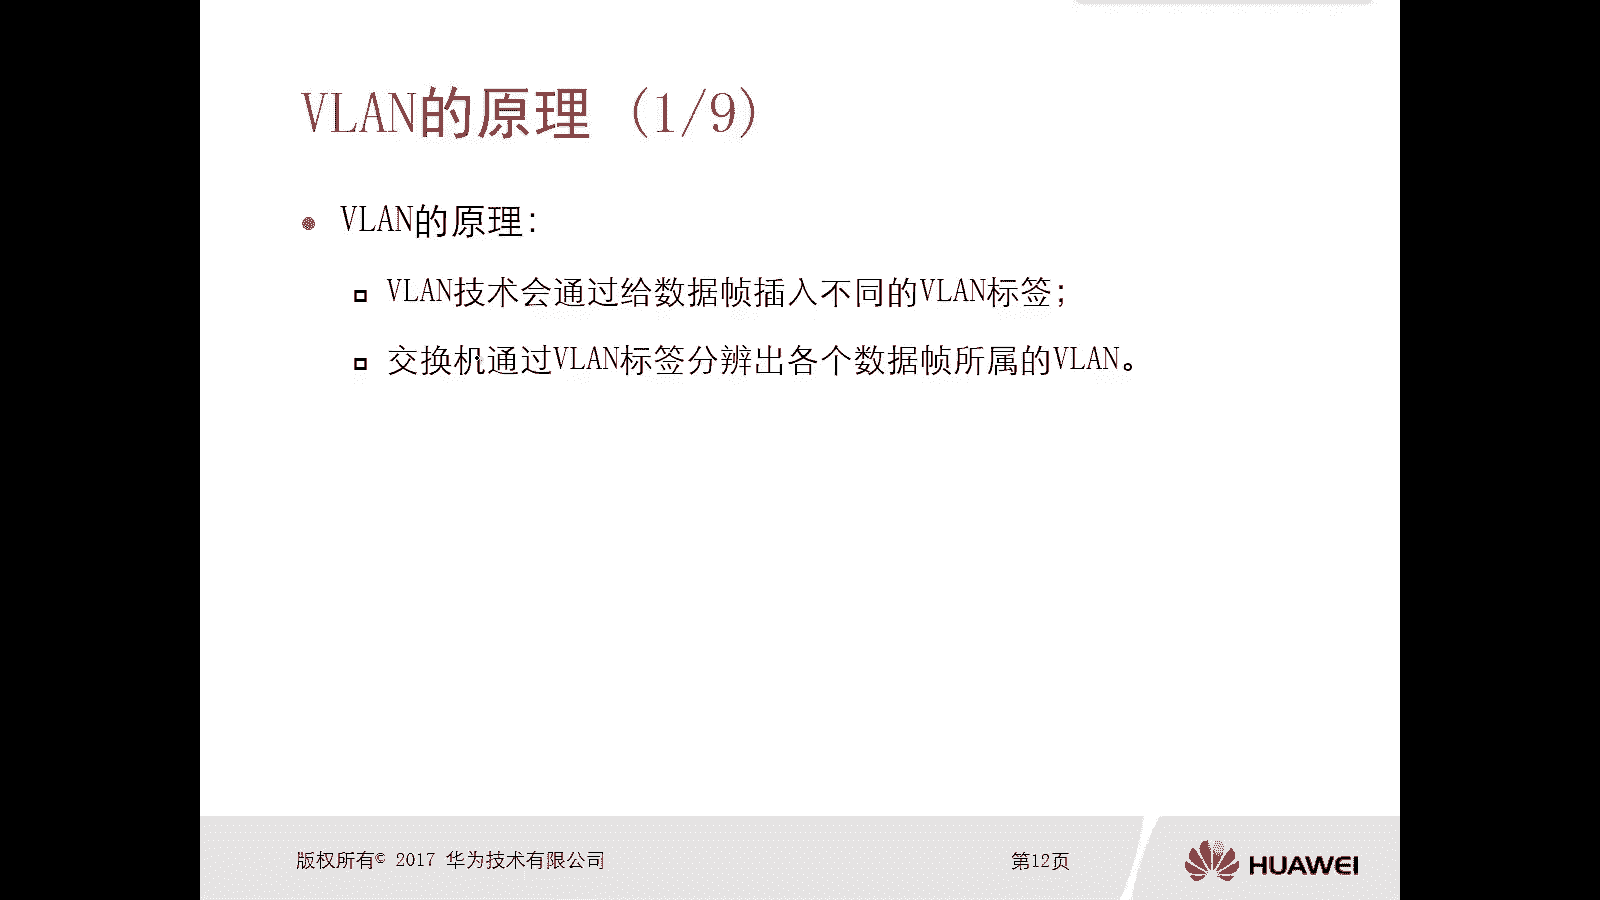 VLAN的原理 (1/9)
VLAN的原理:
VLAN技术会通过给数据帧插入不同的VLAN标签;
交换机通过VLAN标签分辨出各个数据帧所属的VLAN。
版权所有© 2017 华为技术有限公司
第12页
HUAWEI